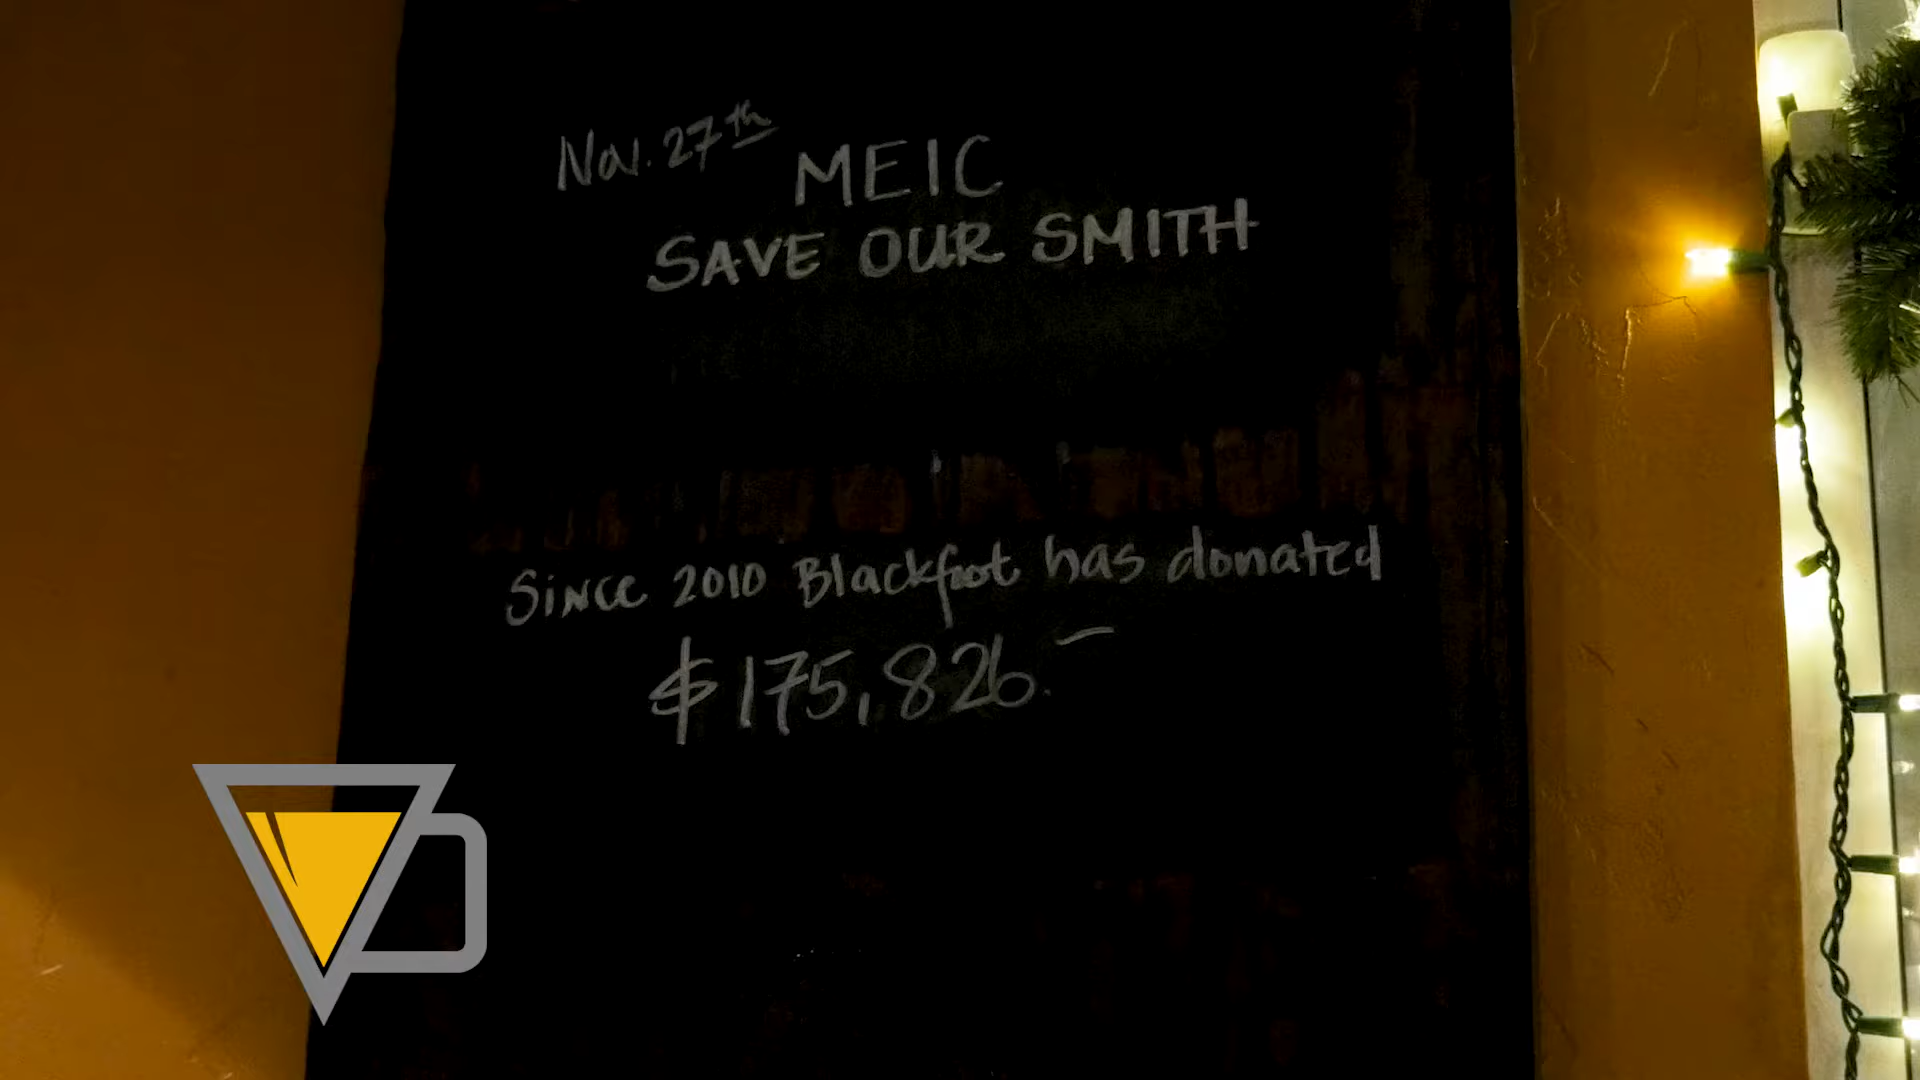 Nov. 27th
MEIC
SAVE OUR SMITH
Since 2010 Blackfoot has donated
$175,826.-